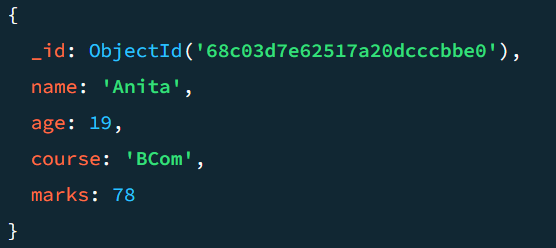 {
_id: ObjectId('68c03d7e62517a20dcccbbe0'),
name: 'Anita',
age: 19,
course: 'BCom',
marks: 78
}